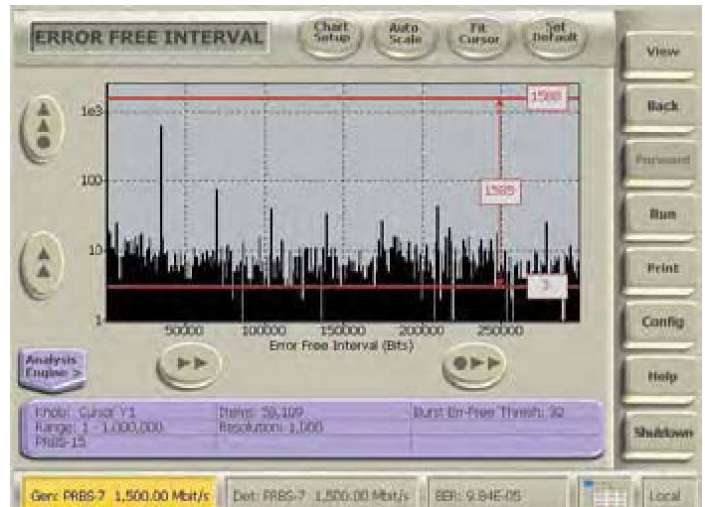 ERROR FREE INTERVAL
Chart Setup
Auto Scale
Fit Cursor
Set Default
View
Back
Forward
Run
Print
Config
Help
Shutdown
1e3
100
10
1
1588
1585
3
50000 100000 150000 200000 250000
Error Free Interval (Bits)
Analysis Engine >
Knob: Cursor Y1
Items: 59,109
Burst Err-Free Thresh: 32
Range: 1 - 1,000,000
Resolution: 1,000
PRBS-15
Gen: PRBS-7 1,500.00 Mbit/s
Det: PRBS-7 1,500.00 Mbit/s
BER: 9.84E-05
Local